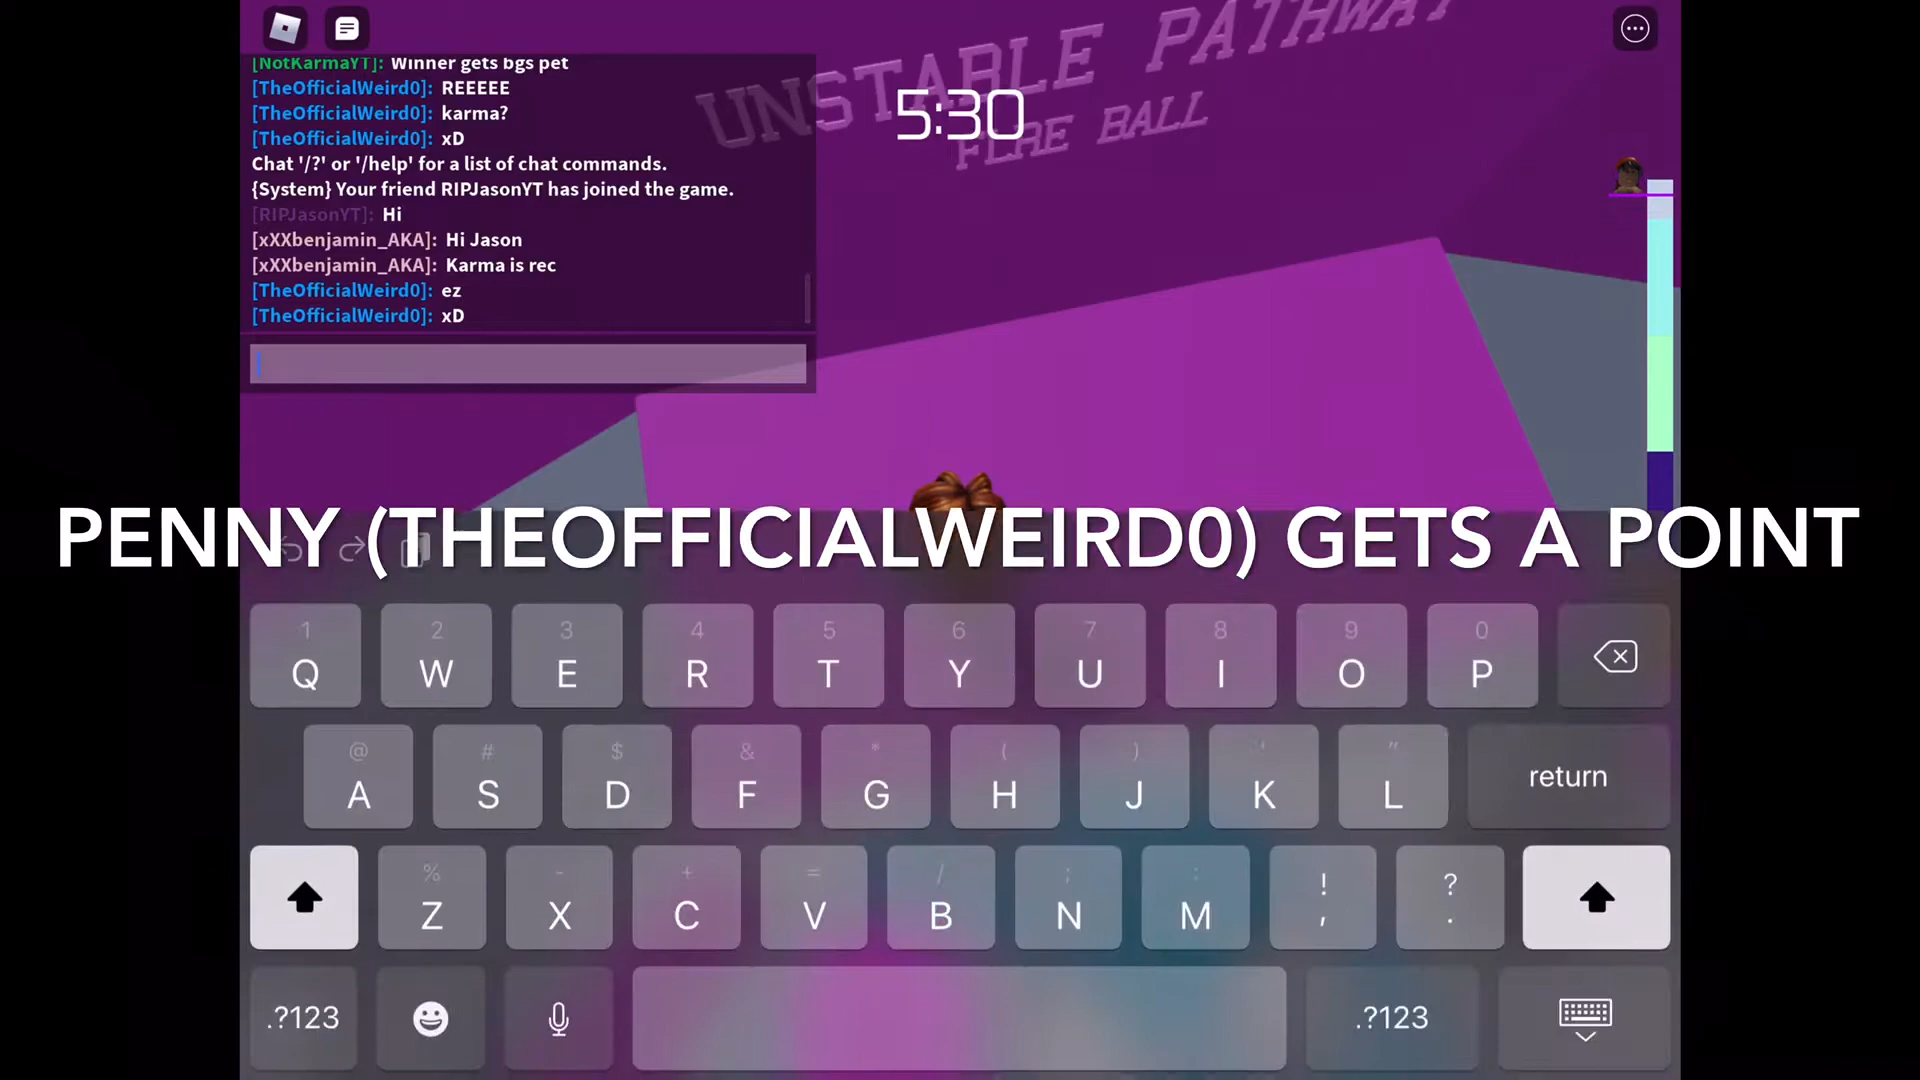 UNSTABLE PATHWAY
FLRE BALL
5:30
[NotKarmaYT]: Winner gets bgs pet
[TheOfficialWeird0]: REEEEE
[TheOfficialWeird0]: karma?
[TheOfficialWeird0]: xD
Chat '/?' or '/help' for a list of chat commands.
{System} Your friend RIPJasonYT has joined the game.
[RIPJasonYT]: Hi
[xXXbenjamin_AKA]: Hi Jason
[xXXbenjamin_AKA]: Karma is rec
[TheOfficialWeird0]: ez
[TheOfficialWeird0]: xD
PENNY (THEOFFICIALWEIRD0) GETS A POINT
1 2 3 4 5 6 7 8 9 0
Q W E R T Y U I O P
@ # $ & * ( ) ' "
A S D F G H J K L return
% - + = / ; : ! ?
Z X C V B N M , .
.?123 .?123